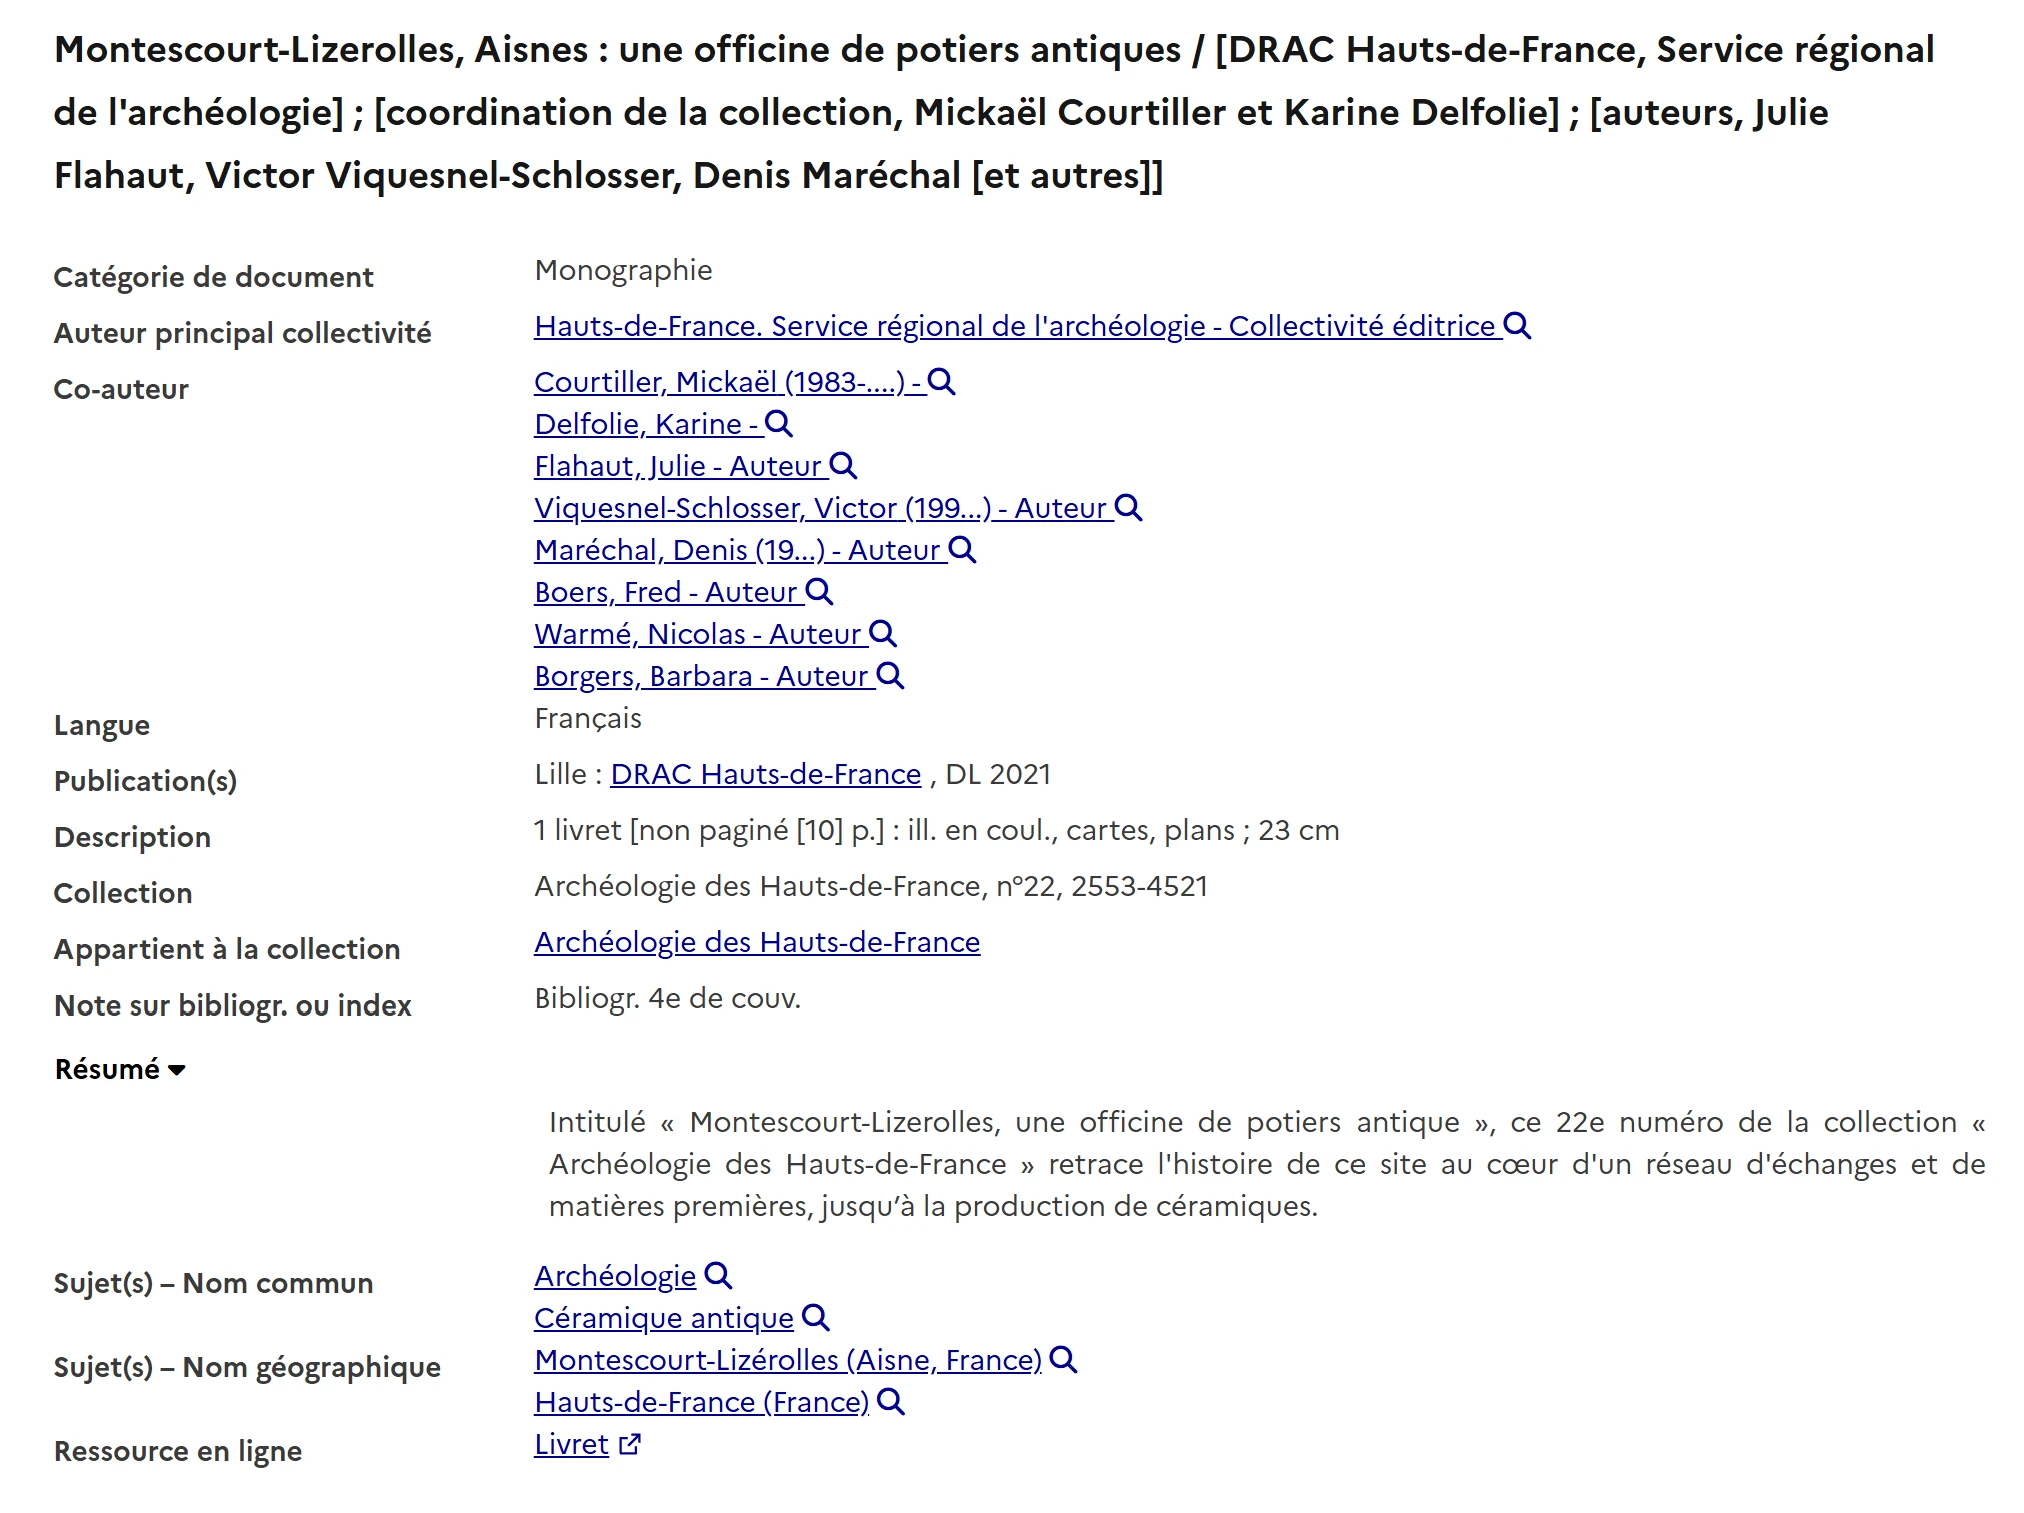 Montescourt-Lizerolles, Aisnes : une officine de potiers antiques / [DRAC Hauts-de-France, Service régional
de l'archéologie] ; [coordination de la collection, Mickaël Courtiller et Karine Delfolie] ; [auteurs, Julie
Flahaut, Victor Viquesnel-Schlosser, Denis Maréchal [et autres]]
Catégorie de document Monographie
Auteur principal collectivité Hauts-de-France. Service régional de l'archéologie - Collectivité éditrice
Co-auteur Courtiller, Mickaël (1983-....) -
Delfolie, Karine -
Flahaut, Julie - Auteur
Viquesnel-Schlosser, Victor (199...) - Auteur
Maréchal, Denis (19...) - Auteur
Boers, Fred - Auteur
Warmé, Nicolas - Auteur
Borgers, Barbara - Auteur
Langue Français
Publication(s) Lille : DRAC Hauts-de-France , DL 2021
Description 1 livret [non paginé [10] p.] : ill. en coul., cartes, plans ; 23 cm
Collection Archéologie des Hauts-de-France, n°22, 2553-4521
Appartient à la collection Archéologie des Hauts-de-France
Note sur bibliogr. ou index Bibliogr. 4e de couv.
Résumé
Intitulé « Montescourt-Lizerolles, une officine de potiers antique », ce 22e numéro de la collection «
Archéologie des Hauts-de-France » retrace l'histoire de ce site au cœur d'un réseau d'échanges et de
matières premières, jusqu’à la production de céramiques.
Sujet(s) – Nom commun Archéologie
Céramique antique
Sujet(s) – Nom géographique Montescourt-Lizérolles (Aisne, France)
Hauts-de-France (France)
Ressource en ligne Livret